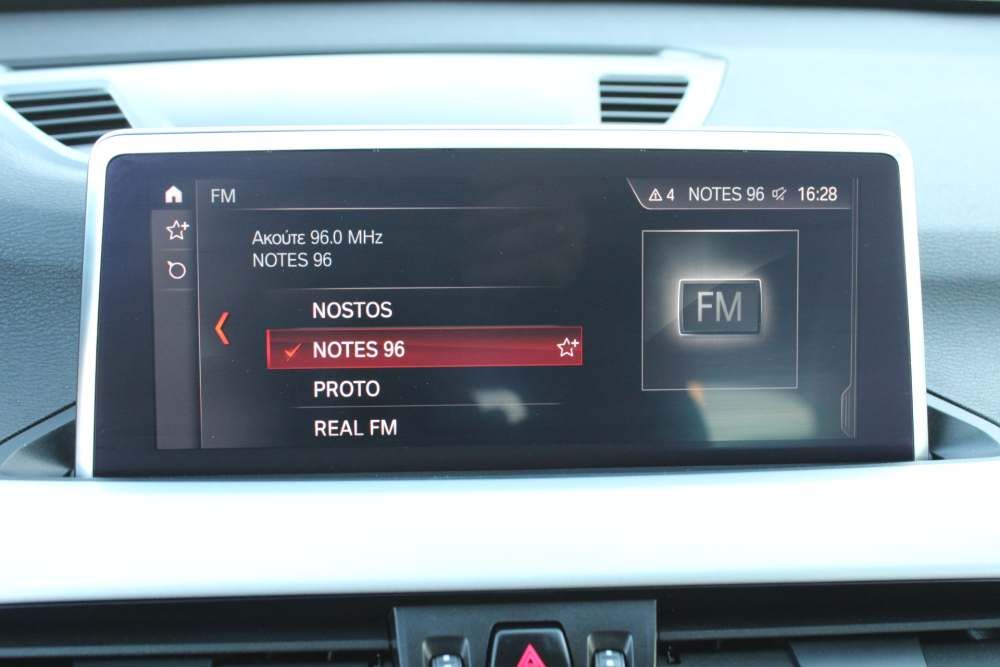 FM
4 NOTES 96 16:28
Ακούτε 96.0 MHz
NOTES 96
NOSTOS
NOTES 96
PROTO
REAL FM
FM